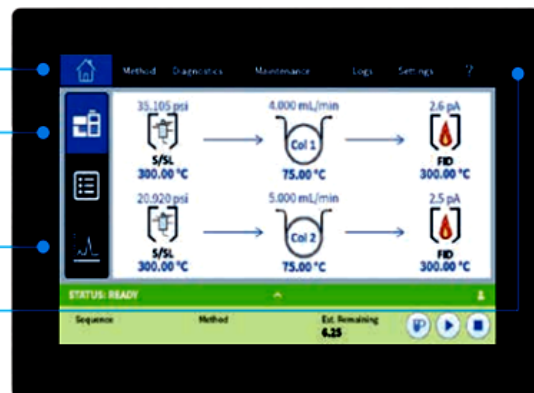 Method Diagnostics Maintenance Logs Settings ?
35.105 psi 4.000 mL/min 2.6 pA
Col 1
S/SL FID
300.00 °C 75.00 °C 300.00 °C
20.920 psi 5.000 mL/min 2.5 pA
Col 2
S/SL FID
300.00 °C 75.00 °C 300.00 °C
STATUS: READY
Sequence Method Est. Remaining
6.25